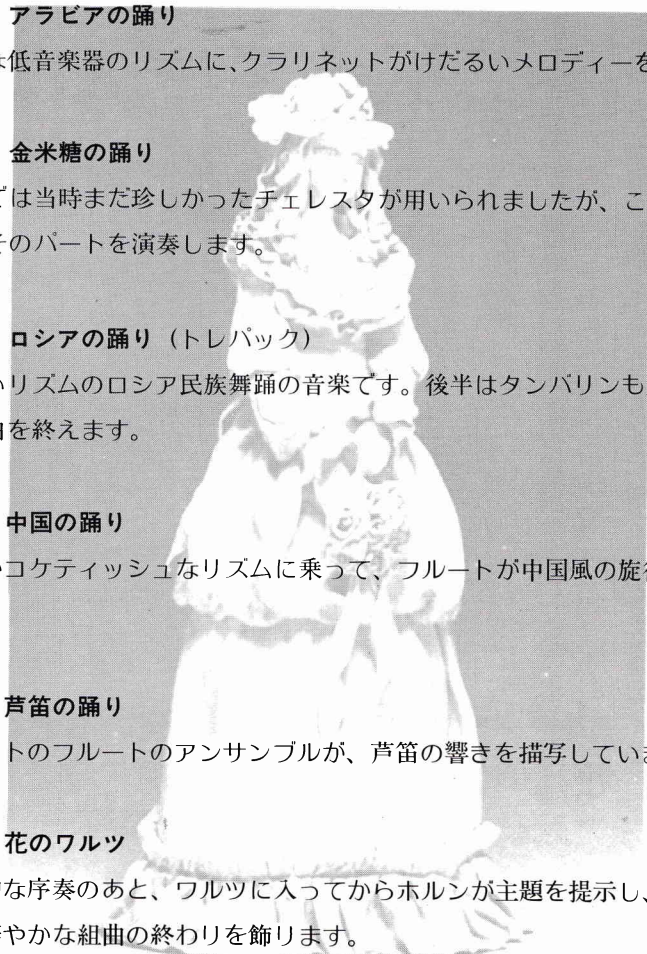 アラビアの踊り
低音楽器のリズムに、クラリネットがけだるいメロディーを
金米糖の踊り
は当時まだ珍しかったチェレスタが用いられましたが、こ
そのパートを演奏します。
ロシアの踊り(トレパック)
リズムのロシア民族舞踊の音楽です。後半はタンバリンも
を終えます。
中国の踊り
コケティッシュなリズムに乗って、フルートが中国風の旋
芦笛の踊り
トのフルートのアンサンブルが、芦笛の響きを描写してい
花のワルツ
な序奏のあと、ワルツに入ってからホルンが主題を提示し、
やかな組曲の終わりを飾ります。